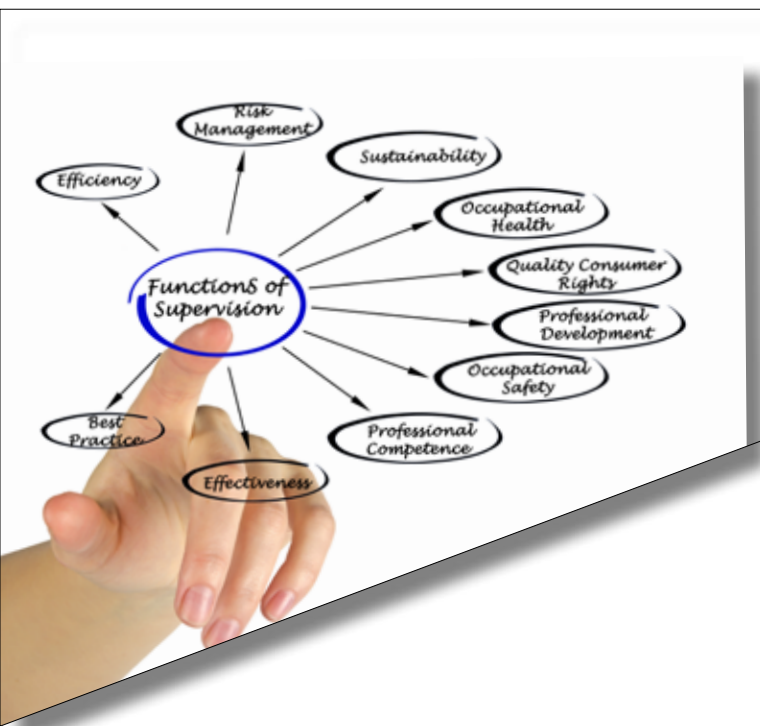 Risk
Management
Sustainability
Efficiency
Occupational
Health
Quality Consumer
Rights
FunctionS of
Supervision
Professional
Development
Occupational
Safety
Best
Practice
Professional
Competence
Effectiveness